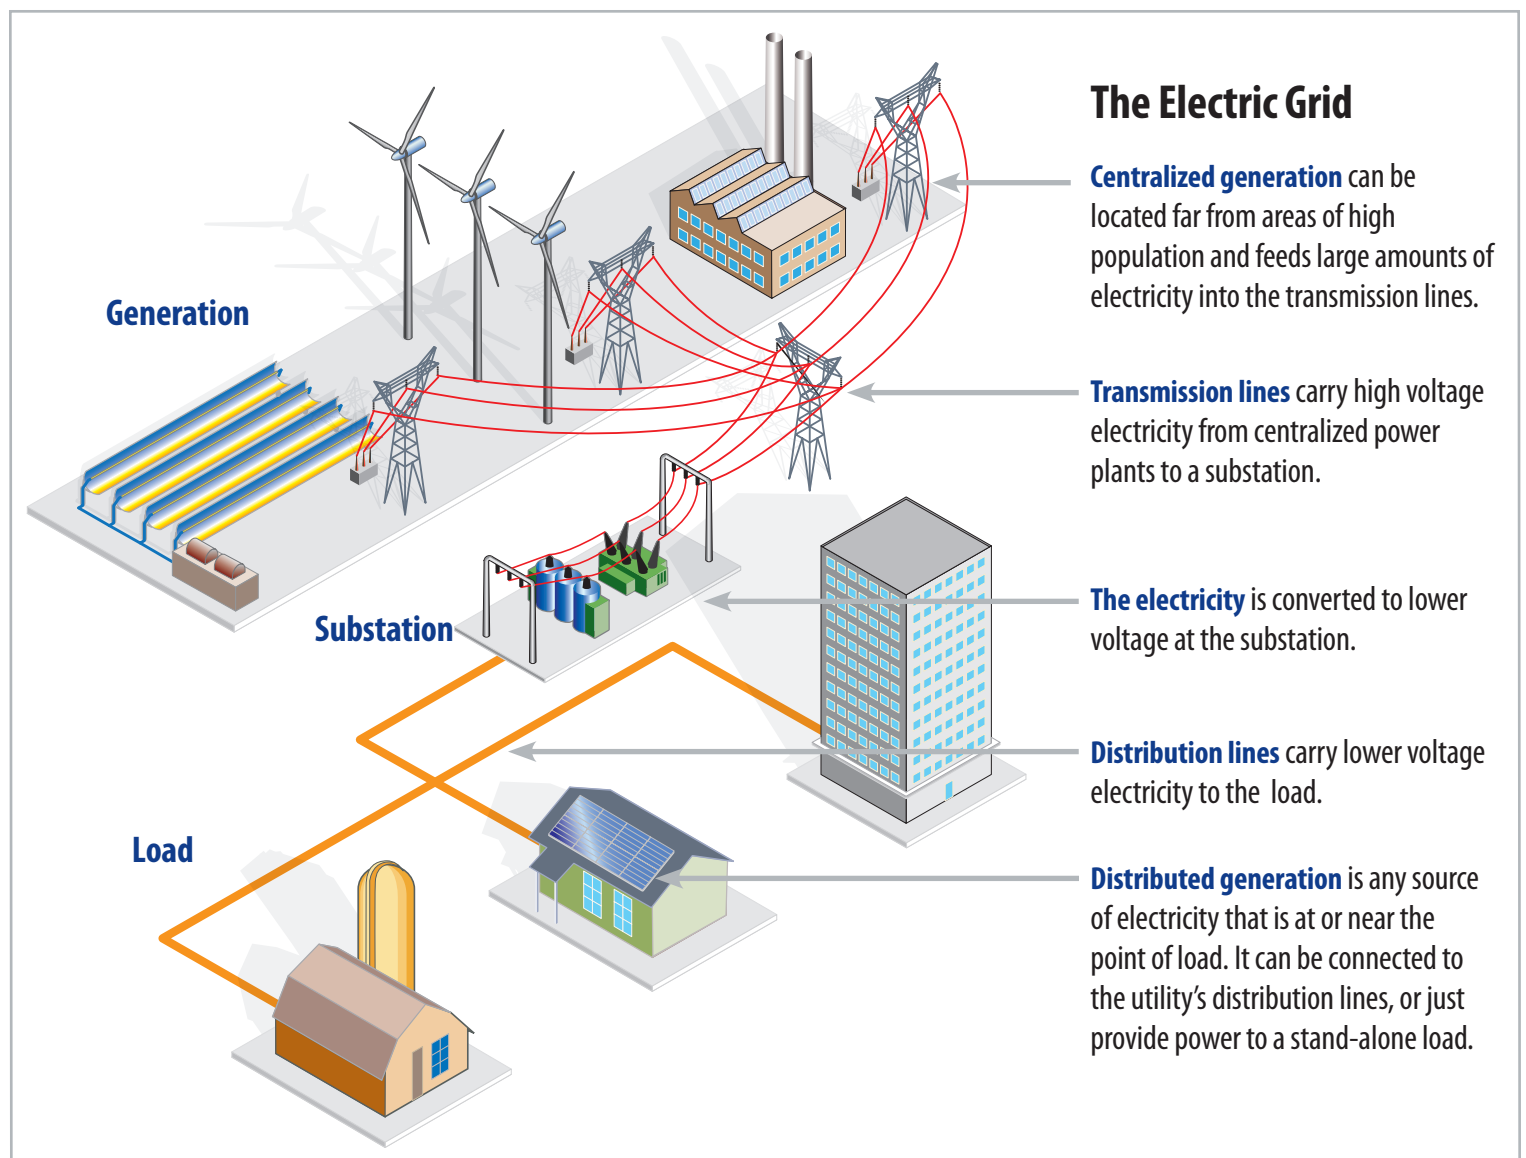 The Electric Grid
Centralized generation can be
located far from areas of high
population and feeds large amounts of
electricity into the transmission lines.
Generation
Transmission lines carry high voltage
electricity from centralized power
plants to a substation.
The electricity is converted to lower
voltage at the substation.
Substation
Distribution lines carry lower voltage
electricity to the load.
Load
Distributed generation is any source
of electricity that is at or near the
point of load. It can be connected to
the utility’s distribution lines, or just
provide power to a stand-alone load.